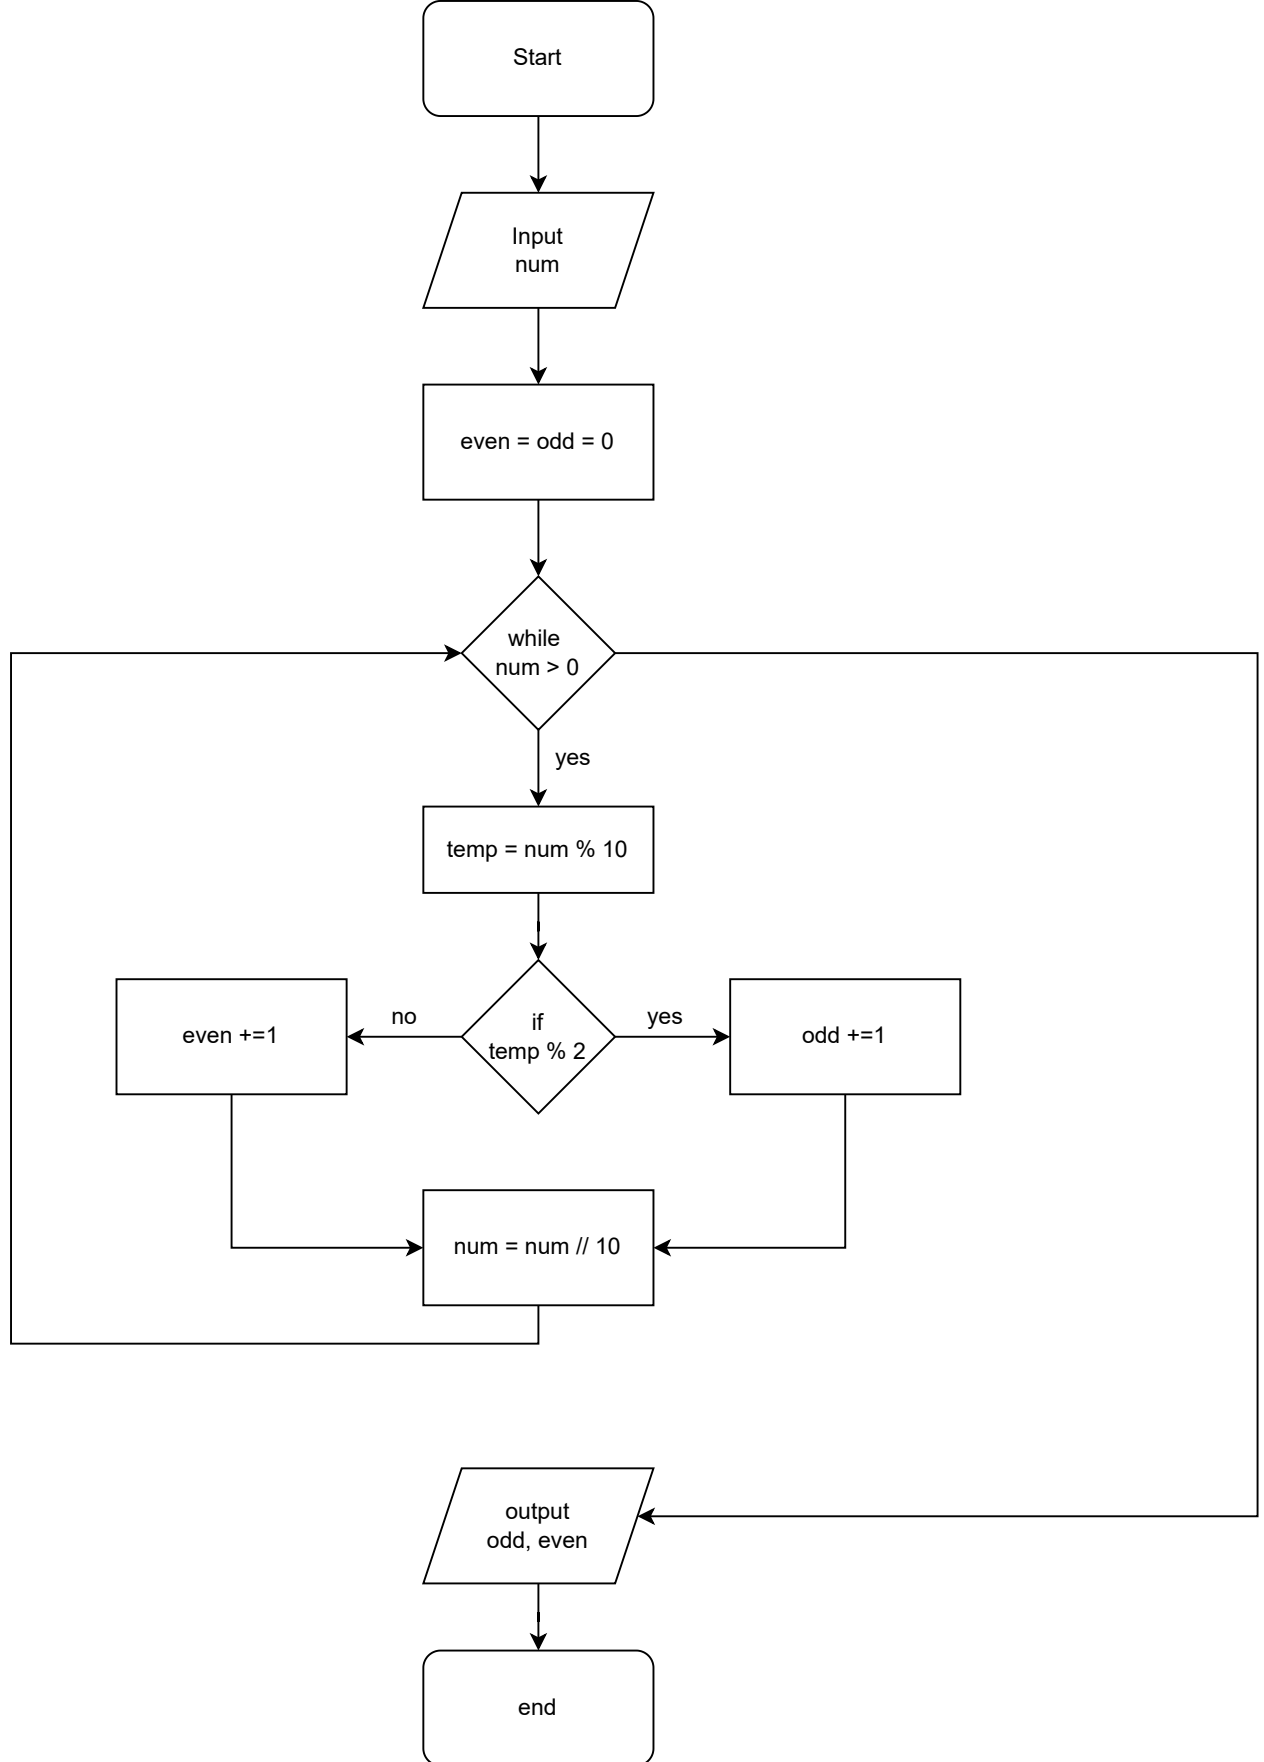 Start
Input
num
even = odd = 0
while
num > 0
yes
temp = num % 10
no
if
temp % 2
yes
even +=1
odd +=1
num = num // 10
output
odd, even
end